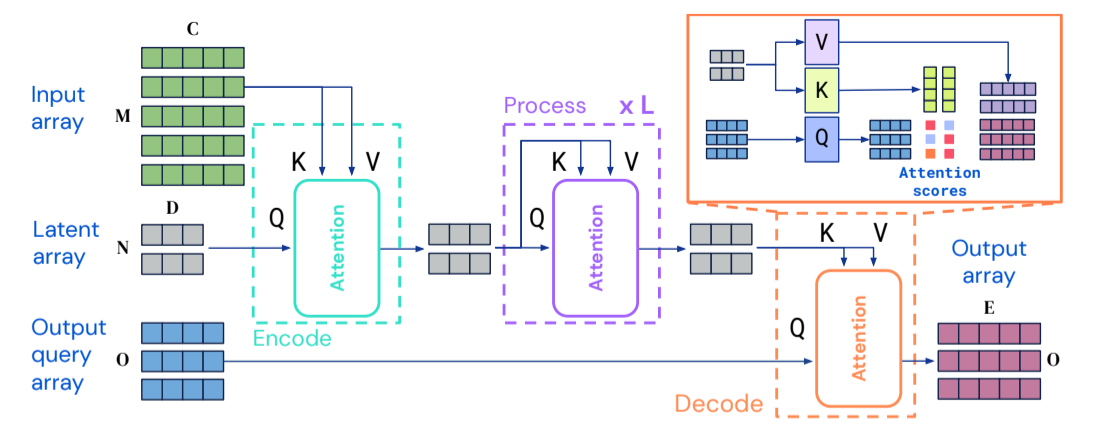 C
Input
array
M
D
Latent
array
N
Output
query
array
O
K
V
Q
Attention
Encode
Process
x L
K
V
Q
Attention
V
K
Q
Attention
scores
K
V
Q
Attention
Decode
Output
array
E
O